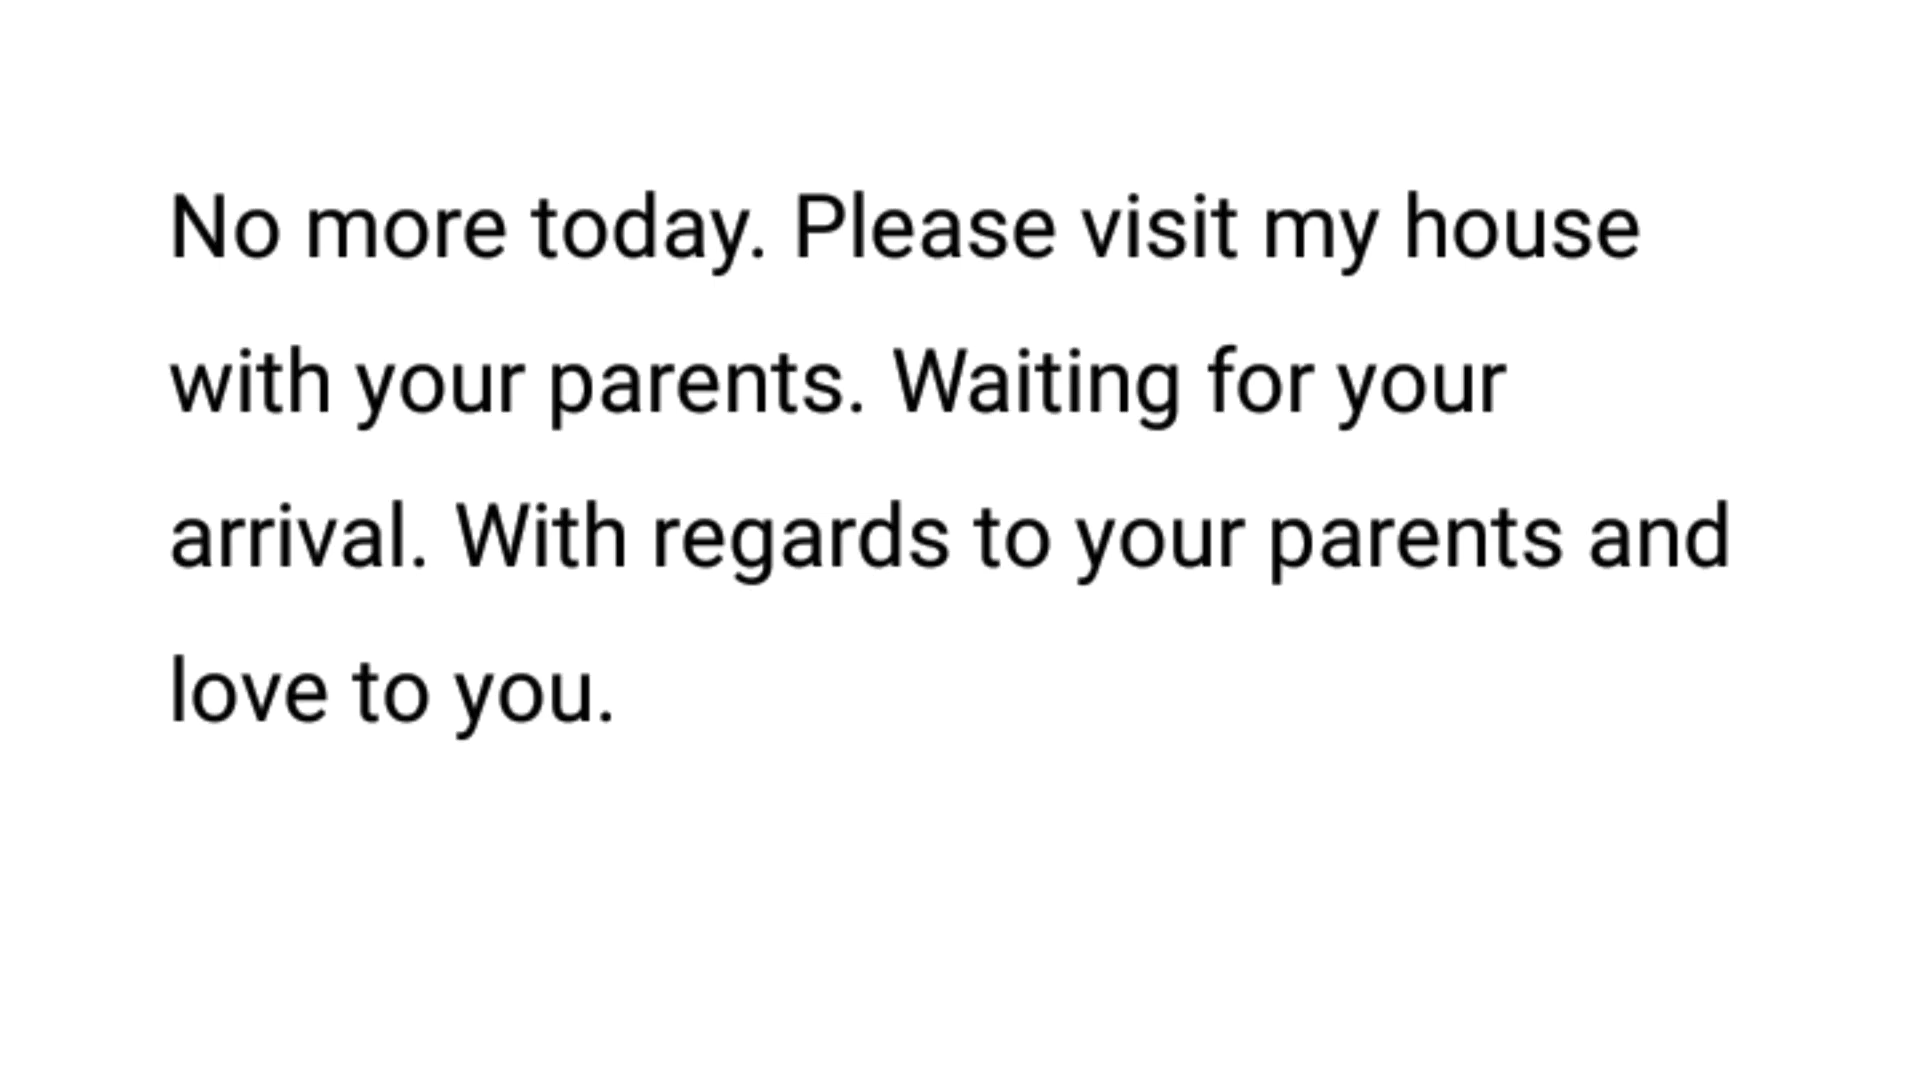 No more today. Please visit my house
with your parents. Waiting for your
arrival. With regards to your parents and
love to you.